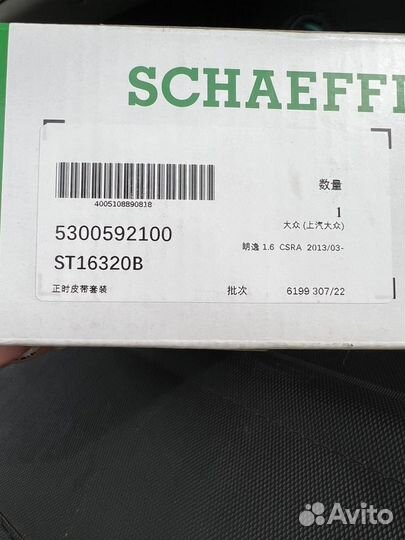 SCHAEFFL
4005108890818
数量
1
5300592100
大众 (上汽大众)
朗逸 1.6 CSRA 2013/03-
ST16320B
正时皮带套装 批次 6199 307/22
Avito